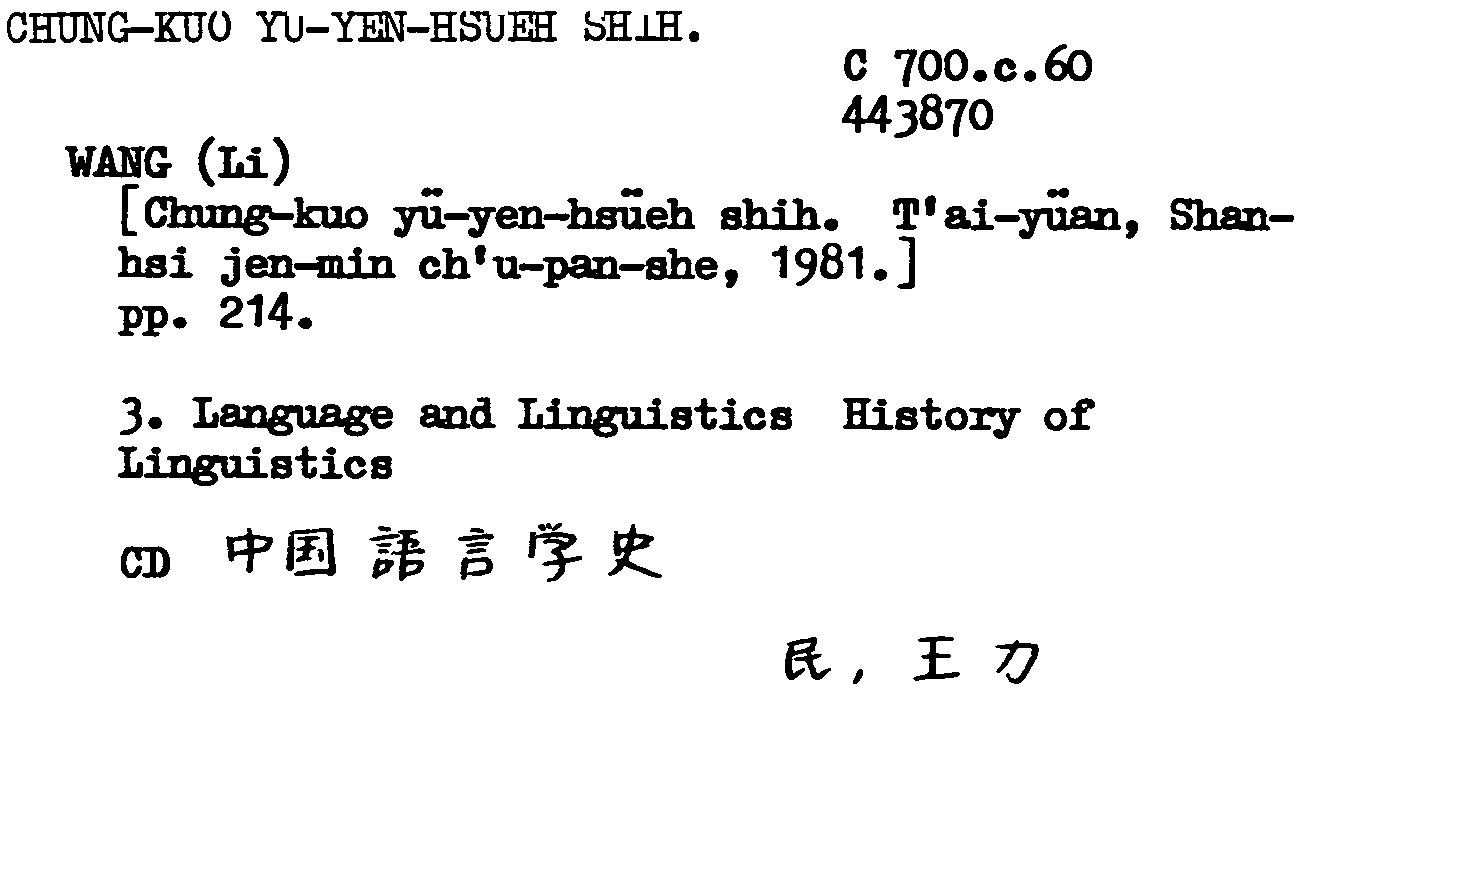 CHUNG-KUO YU-YEN-HSUEH SHIH.
C 700.c.60
443870
WANG (Li)
[Chung-kuo yü-yen-hsüeh shih. T'ai-yüan, Shan-
hsi jen-min ch'u-pan-she, 1981.]
pp. 214.
3. Language and Linguistics History of
Linguistics
CD 中国語言学史
民, 王力